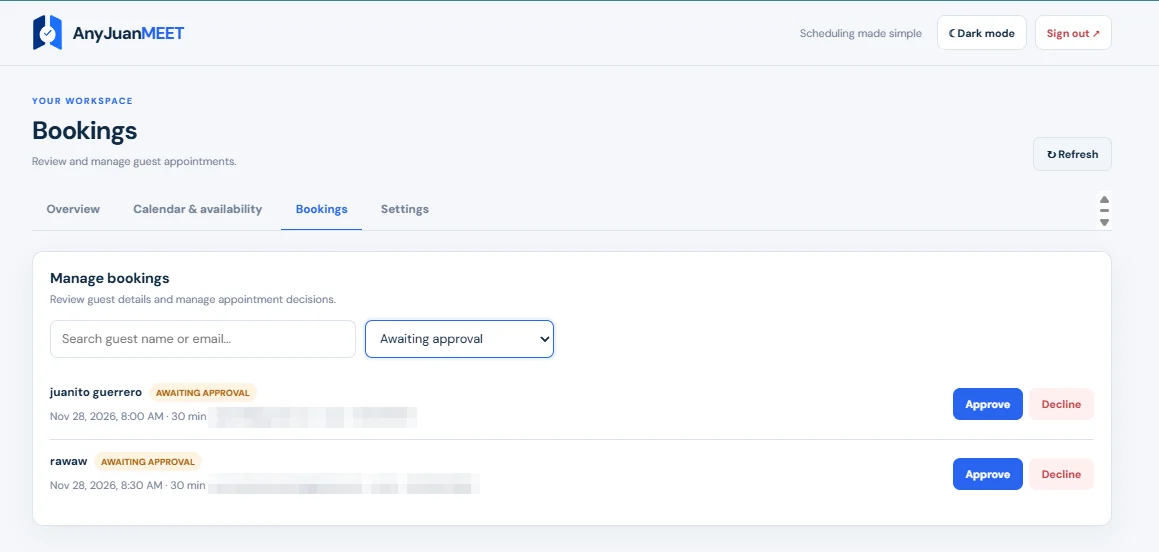 AnyJuanMEET
Scheduling made simple
☾ Dark mode
Sign out ↗
YOUR WORKSPACE
Bookings
Review and manage guest appointments.
↻ Refresh
Overview
Calendar & availability
Bookings
Settings
Manage bookings
Review guest details and manage appointment decisions.
Search guest name or email...
Awaiting approval
juanito guerrero AWAITING APPROVAL
Nov 28, 2026, 8:00 AM · 30 min
Approve
Decline
rawaw AWAITING APPROVAL
Nov 28, 2026, 8:30 AM · 30 min
Approve
Decline